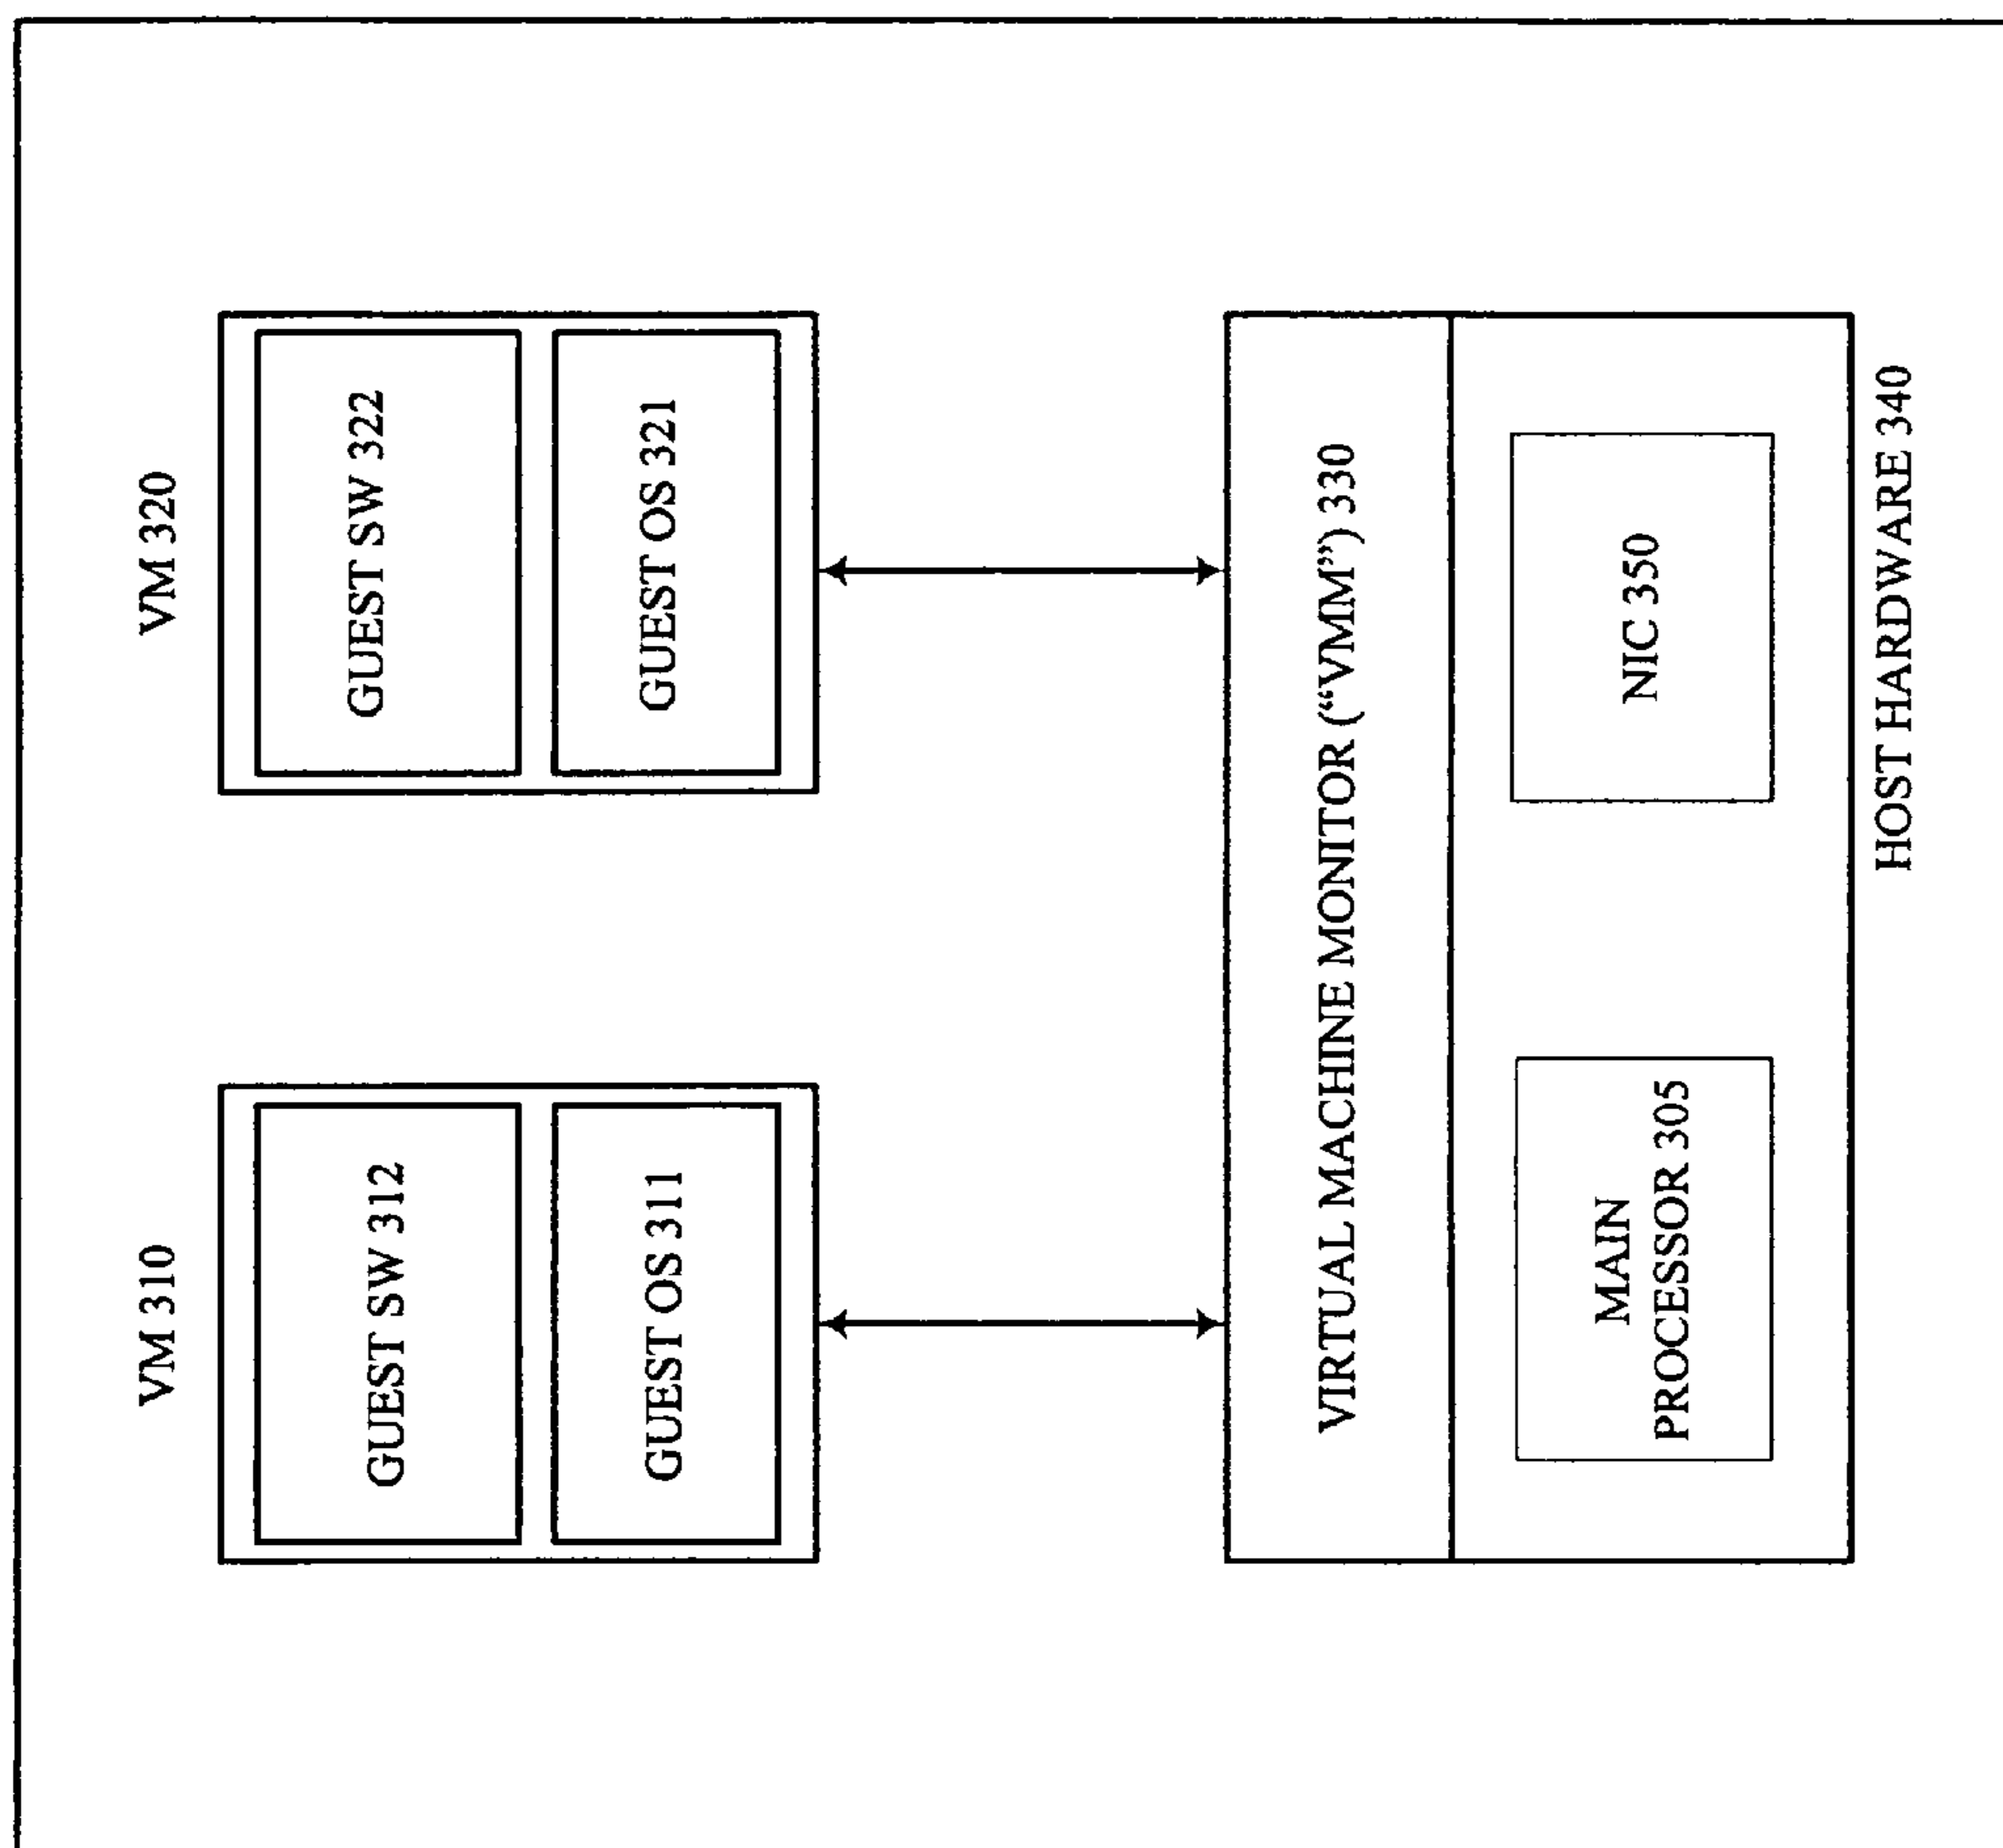 VM 310
VM 320
GUEST SW 312
GUEST SW 322
GUEST OS 311
GUEST OS 321
VIRTUAL MACHINE MONITOR (“VMM”) 330
MAIN
PROCESSOR 305
NIC 350
HOST HARDWARE 340